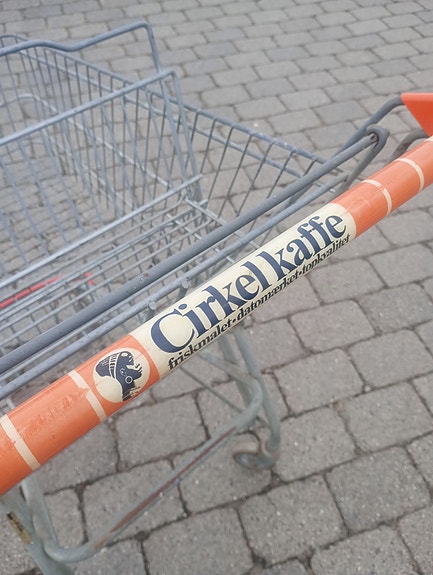 Cirkel kaffe
friskmalet · datomærket · topkvalitet